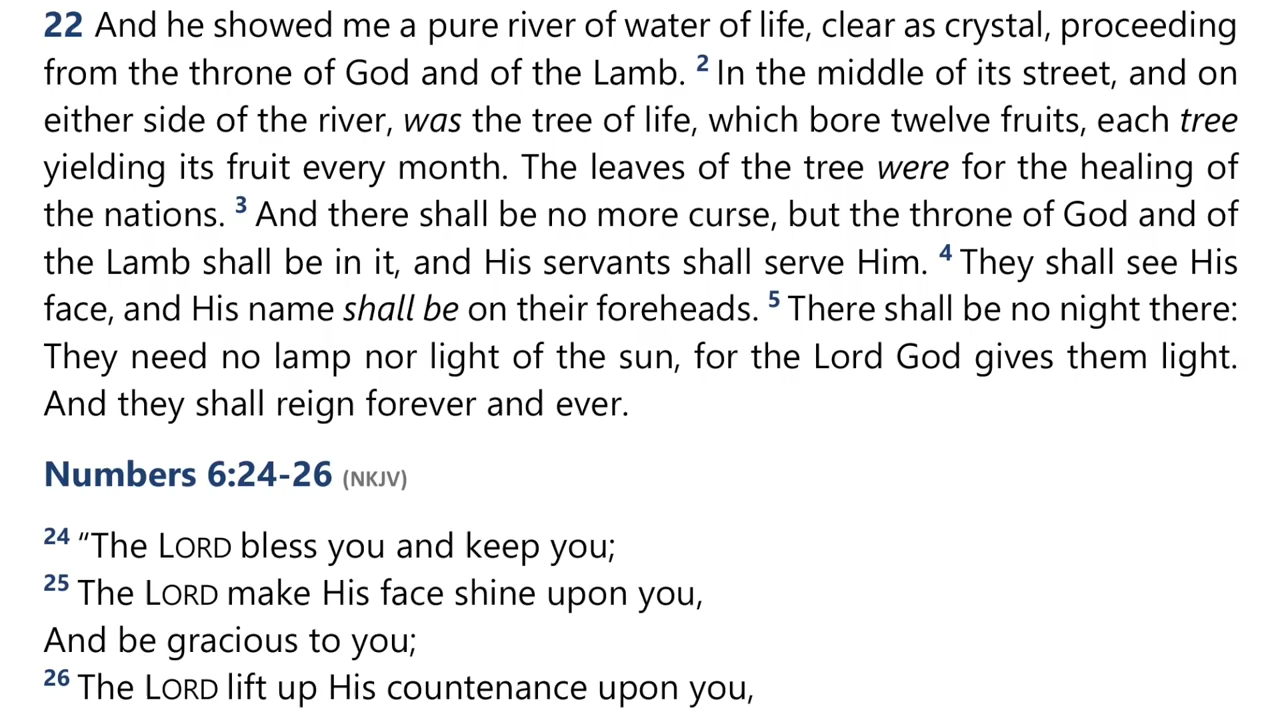 22 And he showed me a pure river of water of life, clear as crystal, proceeding
from the throne of God and of the Lamb. 2 In the middle of its street, and on
either side of the river, was the tree of life, which bore twelve fruits, each tree
yielding its fruit every month. The leaves of the tree were for the healing of
the nations. 3 And there shall be no more curse, but the throne of God and of
the Lamb shall be in it, and His servants shall serve Him. 4 They shall see His
face, and His name shall be on their foreheads. 5 There shall be no night there:
They need no lamp nor light of the sun, for the Lord God gives them light.
And they shall reign forever and ever.
Numbers 6:24-26 (NKJV)
24 “The LORD bless you and keep you;
25 The LORD make His face shine upon you,
And be gracious to you;
26 The LORD lift up His countenance upon you,